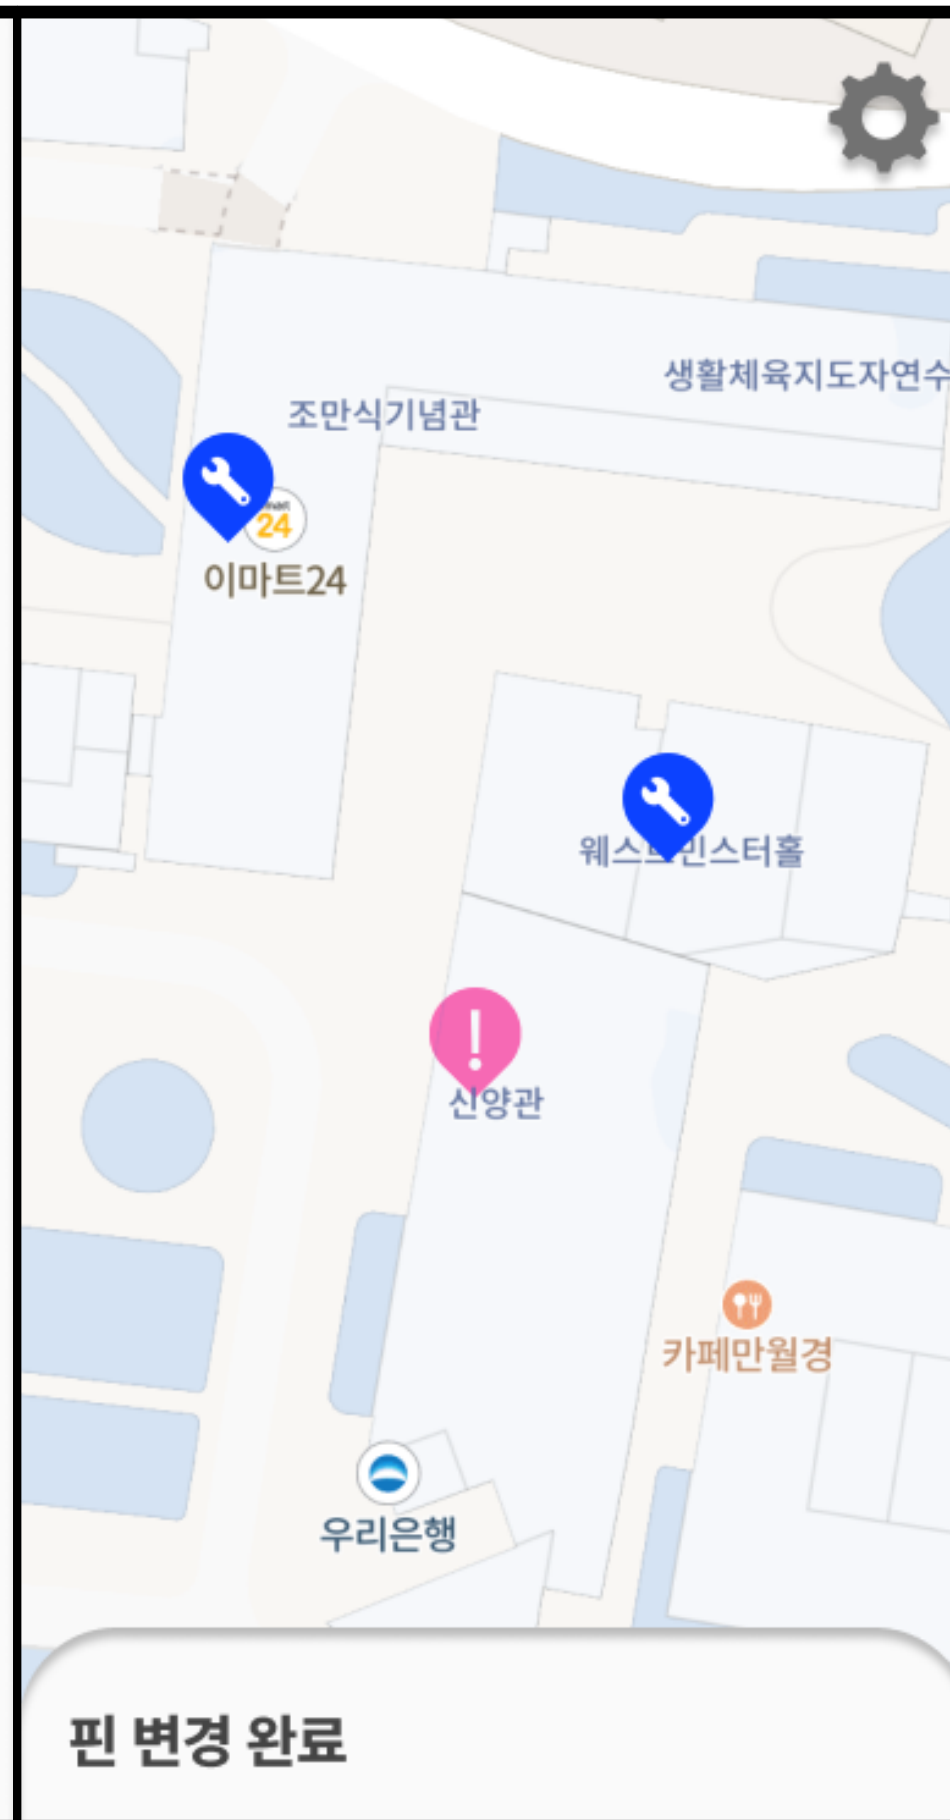 생활체육지도자연수
조만식기념관
24
이마트24
웨스트민스터홀
신양관
카페만월경
우리은행
핀 변경 완료